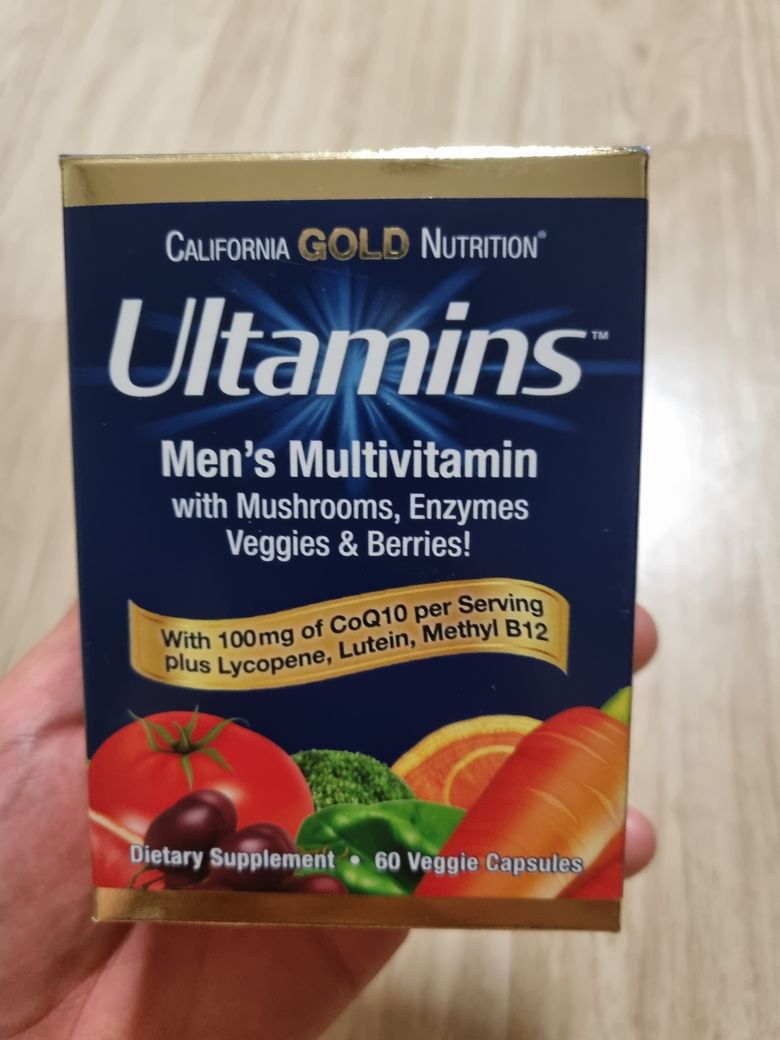 California GOLD Nutrition®
Ultamins™
Men's Multivitamin
with Mushrooms, Enzymes
Veggies & Berries!
With 100mg of CoQ10 per Serving
plus Lycopene, Lutein, Methyl B12
Dietary Supplement • 60 Veggie Capsules